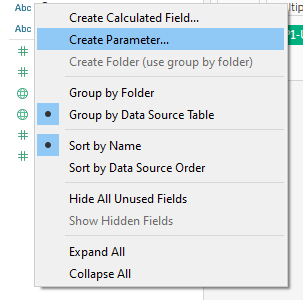 Abc
Create Calculated Field...
Abc
Create Parameter...
Create Folder (use group by folder)
Group by Folder
Group by Data Source Table
Sort by Name
Sort by Data Source Order
Hide All Unused Fields
Show Hidden Fields
Expand All
Collapse All